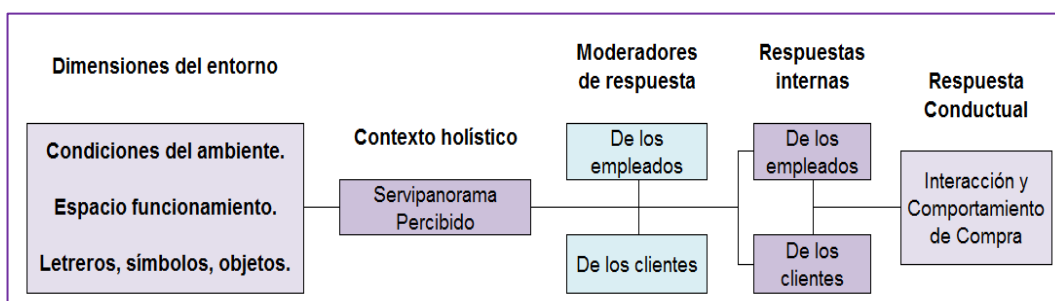 Dimensiones del entorno
Condiciones del ambiente.
Espacio funcionamiento.
Letreros, símbolos, objetos.
Contexto holístico
Servipanorama
Percibido
Moderadores
de respuesta
De los
empleados
De los clientes
Respuestas
internas
De los
empleados
De los
clientes
Respuesta
Conductual
Interacción y
Comportamiento
de Compra